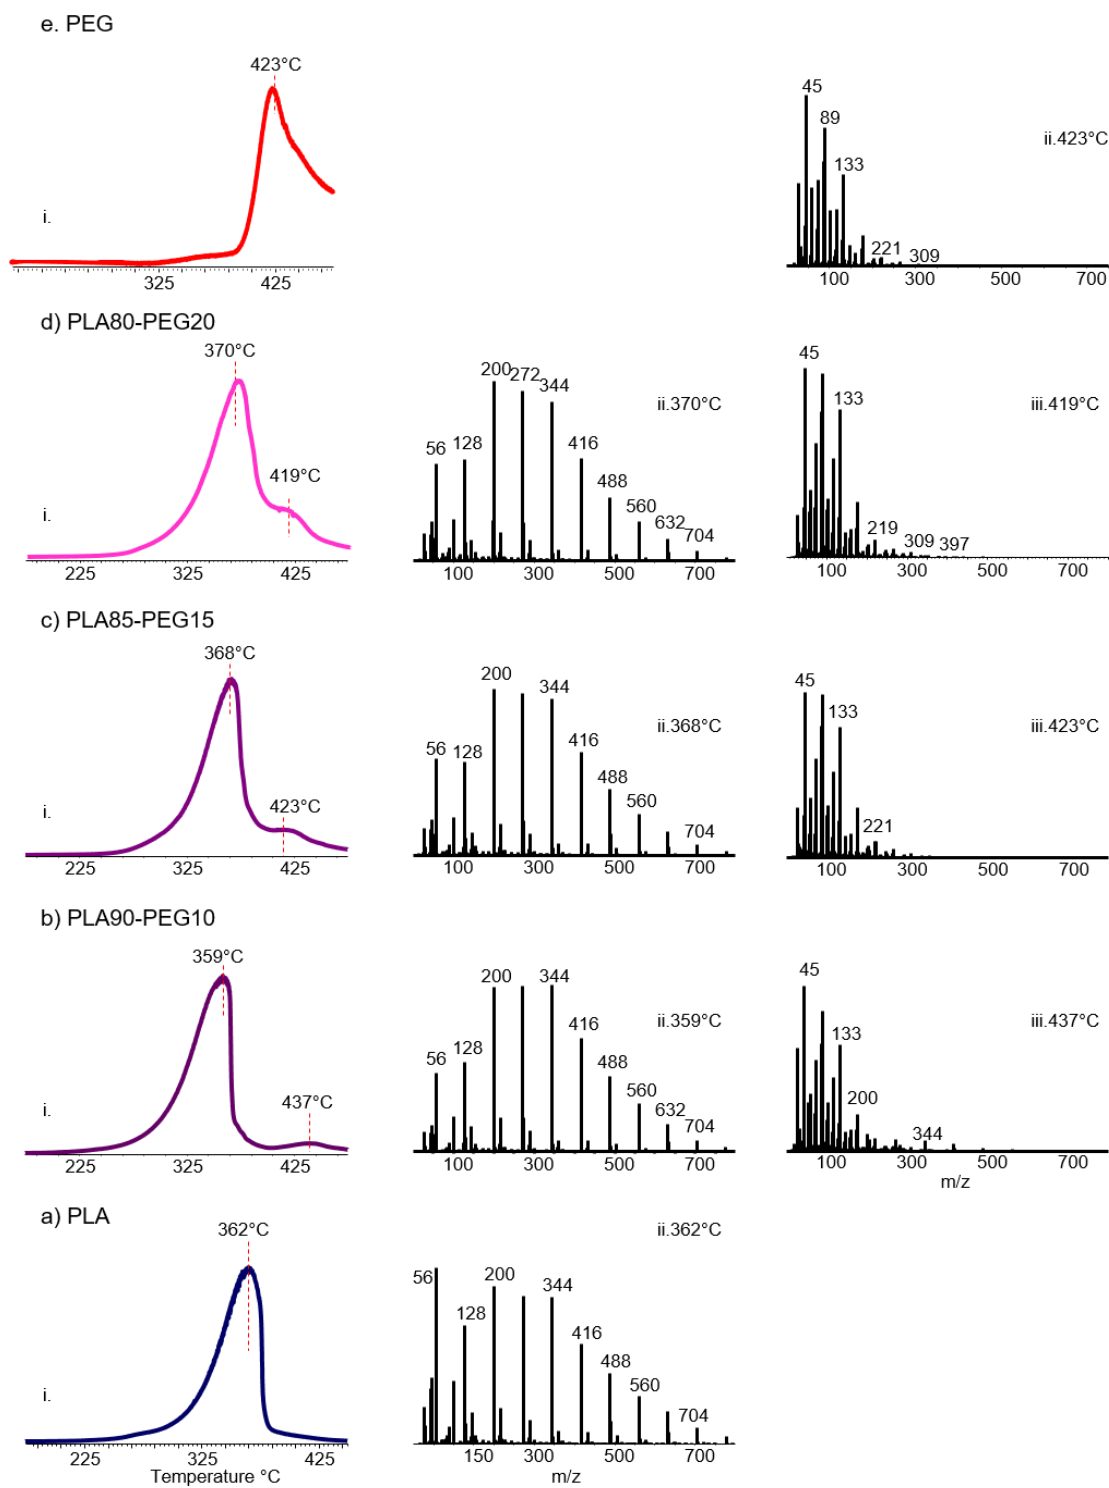 e. PEG
423°C
i.
325 425
45
89
133
221
309
ii.423°C
100 300 500 700
d) PLA80-PEG20
370°C
419°C
i.
225 325 425
56
128
200
272
344
416
488
560
632
704
ii.370°C
100 300 500 700
45
133
219
309
397
iii.419°C
100 300 500 700
c) PLA85-PEG15
368°C
423°C
i.
225 325 425
56
128
200
344
416
488
560
704
ii.368°C
100 300 500 700
45
133
221
iii.423°C
100 300 500 700
b) PLA90-PEG10
359°C
437°C
i.
225 325 425
56
128
200
344
416
488
560
632
704
ii.359°C
100 300 500 700
45
133
200
344
iii.437°C
100 300 500 700
m/z
a) PLA
362°C
i.
225 325 425
Temperature °C
56
128
200
344
416
488
560
704
ii.362°C
150 300 500 700
m/z